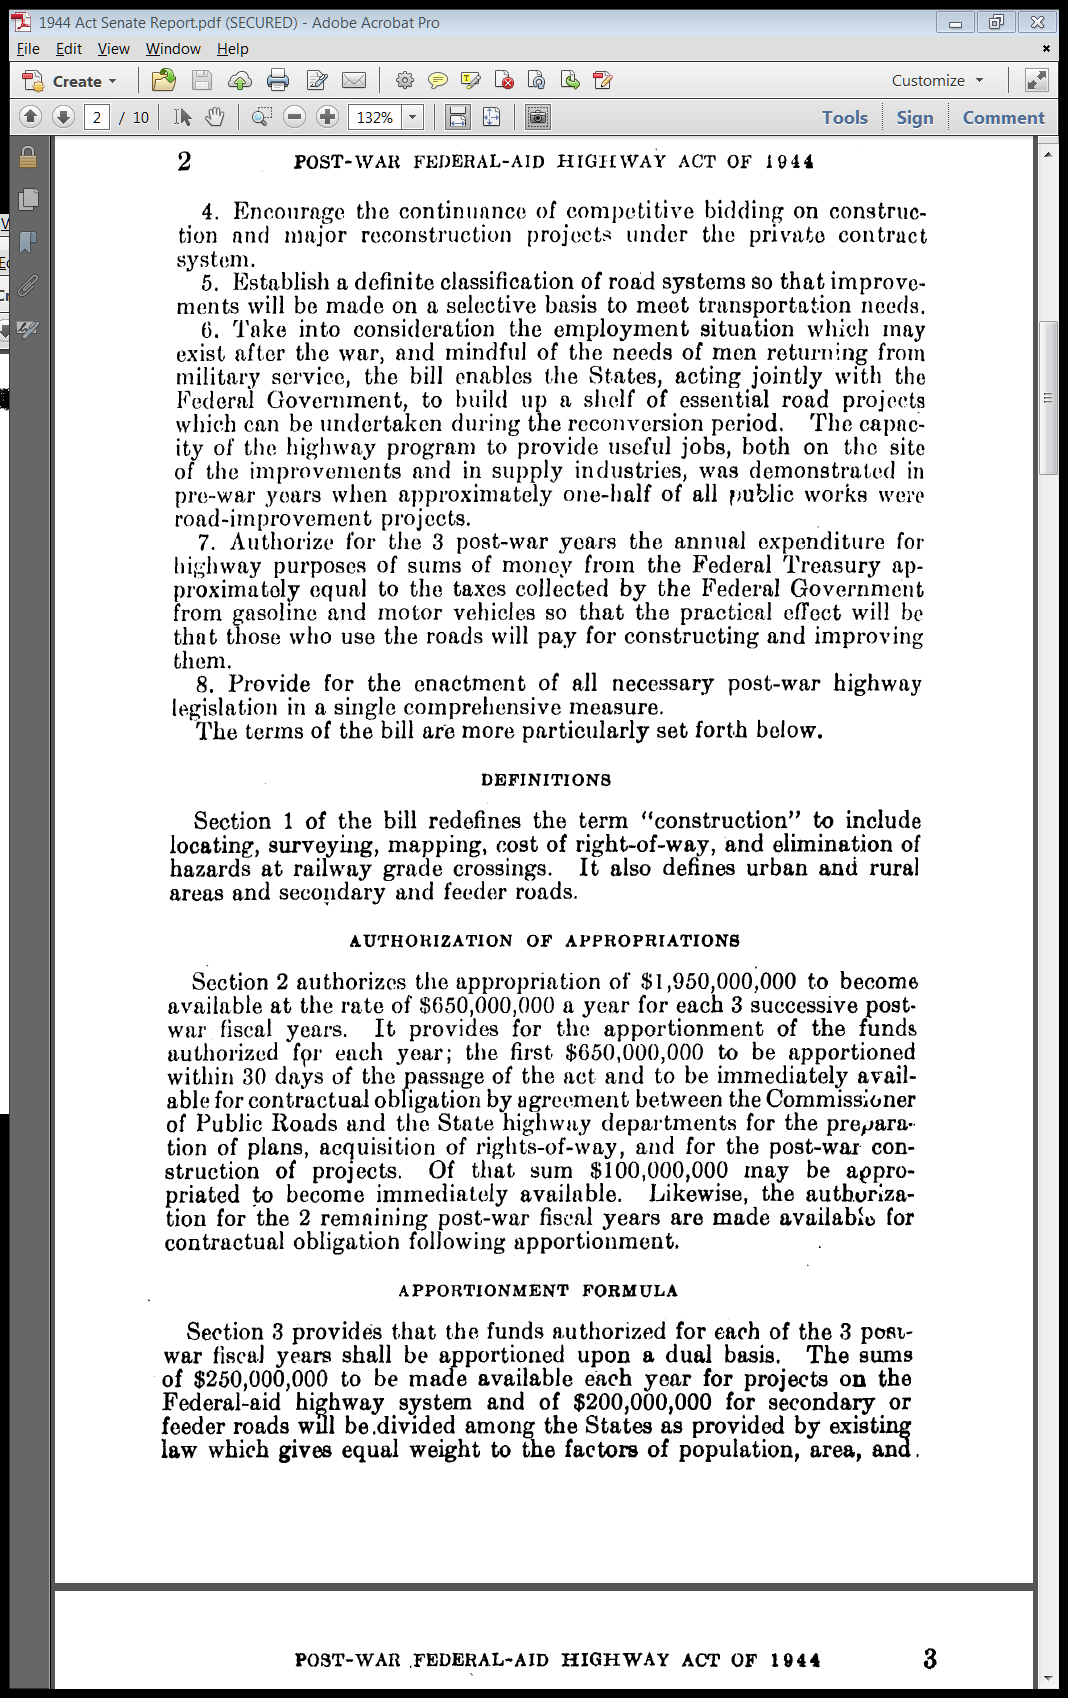 1944 Act Senate Report.pdf (SECURED) - Adobe Acrobat Pro
File Edit View Window Help
Create Customize
2 / 10 132% Tools Sign Comment
2 POST-WAR FEDERAL-AID HIGHWAY ACT OF 1944
4. Encourage the continuance of competitive bidding on construc-
tion and major reconstruction projects under the private contract
system.
5. Establish a definite classification of road systems so that improve-
ments will be made on a selective basis to meet transportation needs.
6. Take into consideration the employment situation which may
exist after the war, and mindful of the needs of men returning from
military service, the bill enables the States, acting jointly with the
Federal Government, to build up a shelf of essential road projects
which can be undertaken during the reconversion period. The capac-
ity of the highway program to provide useful jobs, both on the site
of the improvements and in supply industries, was demonstrated in
pre-war years when approximately one-half of all public works were
road-improvement projects.
7. Authorize for the 3 post-war years the annual expenditure for
highway purposes of sums of money from the Federal Treasury ap-
proximately equal to the taxes collected by the Federal Government
from gasoline and motor vehicles so that the practical effect will be
that those who use the roads will pay for constructing and improving
them.
8. Provide for the enactment of all necessary post-war highway
legislation in a single comprehensive measure.
The terms of the bill are more particularly set forth below.
DEFINITIONS
Section 1 of the bill redefines the term "construction" to include
locating, surveying, mapping, cost of right-of-way, and elimination of
hazards at railway grade crossings. It also defines urban and rural
areas and secondary and feeder roads.
AUTHORIZATION OF APPROPRIATIONS
Section 2 authorizes the appropriation of $1,950,000,000 to become
available at the rate of $650,000,000 a year for each 3 successive post-
war fiscal years. It provides for the apportionment of the funds
authorized for each year; the first $650,000,000 to be apportioned
within 30 days of the passage of the act and to be immediately avail-
able for contractual obligation by agreement between the Commissioner
of Public Roads and the State highway departments for the prepara-
tion of plans, acquisition of rights-of-way, and for the post-war con-
struction of projects. Of that sum $100,000,000 may be appro-
priated to become immediately available. Likewise, the authoriza-
tion for the 2 remaining post-war fiscal years are made available for
contractual obligation following apportionment.
APPORTIONMENT FORMULA
Section 3 provides that the funds authorized for each of the 3 post-
war fiscal years shall be apportioned upon a dual basis. The sums
of $250,000,000 to be made available each year for projects on the
Federal-aid highway system and of $200,000,000 for secondary or
feeder roads will be divided among the States as provided by existing
law which gives equal weight to the factors of population, area, and
POST-WAR FEDERAL-AID HIGHWAY ACT OF 1944 3